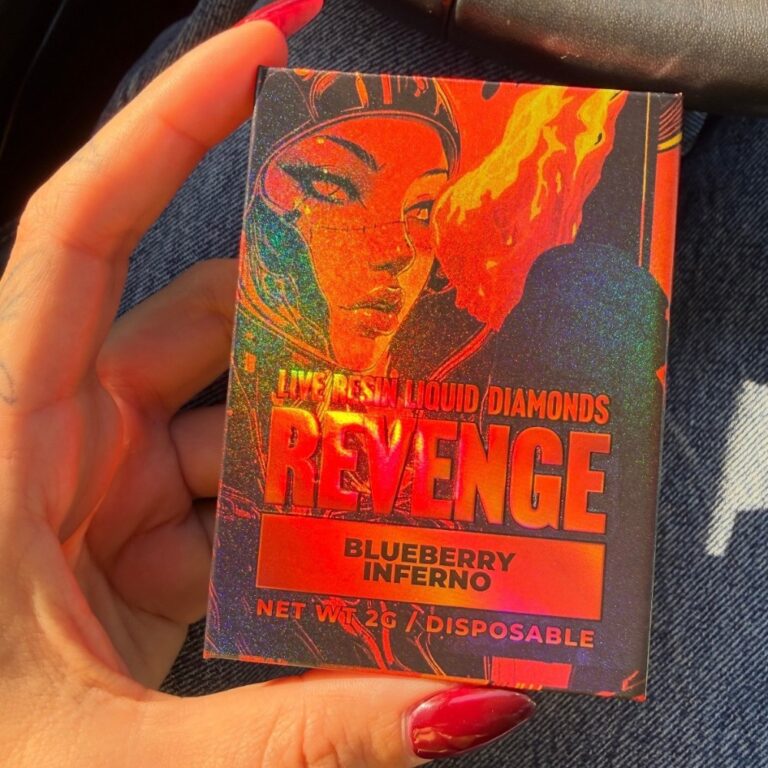 LIVE RESIN LIQUID DIAMONDS
REVENGE
BLUEBERRY
INFERNO
NET WT 2G / DISPOSABLE